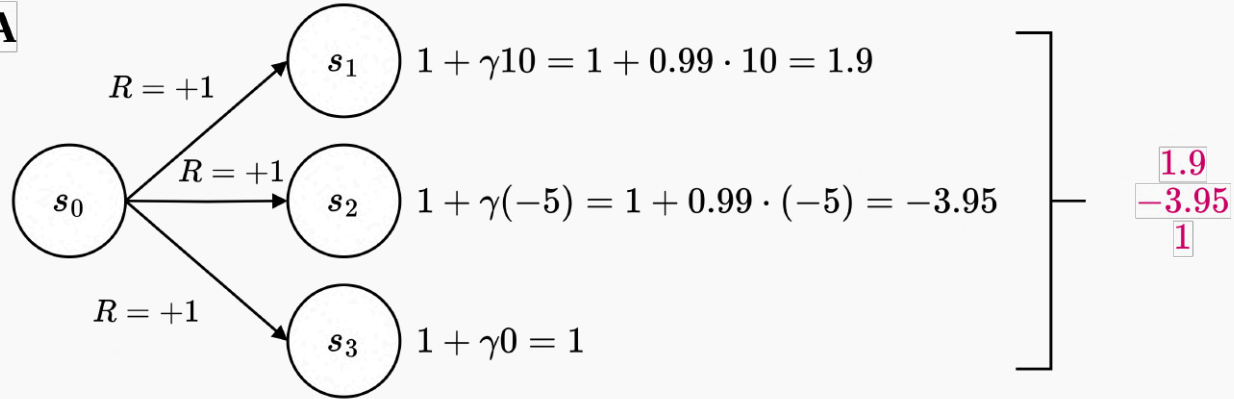 A
R = +1
s₁
1 + γ10 = 1 + 0.99 · 10 = 1.9
s₀
R = +1
s₂
1 + γ(−5) = 1 + 0.99 · (−5) = −3.95
R = +1
s₃
1 + γ0 = 1
1.9
−3.95
1